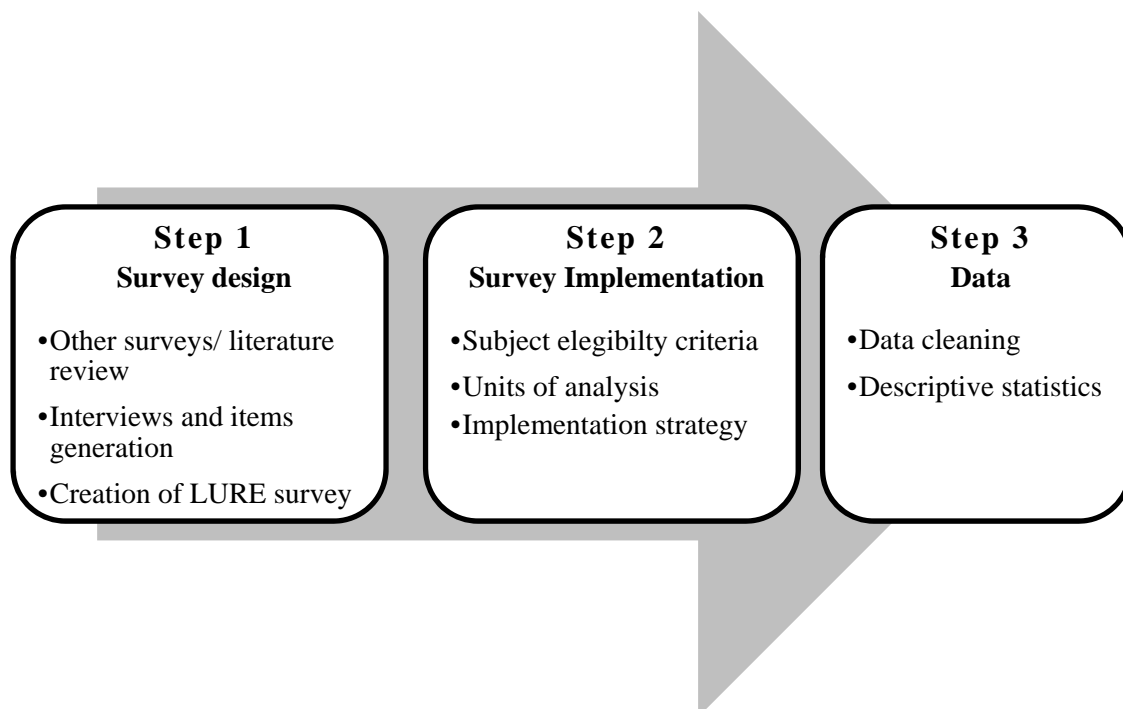 Step 1
Survey design
•Other surveys/ literature
review
•Interviews and items
generation
•Creation of LURE survey
Step 2
Survey Implementation
•Subject elegibilty criteria
•Units of analysis
•Implementation strategy
Step 3
Data
•Data cleaning
•Descriptive statistics